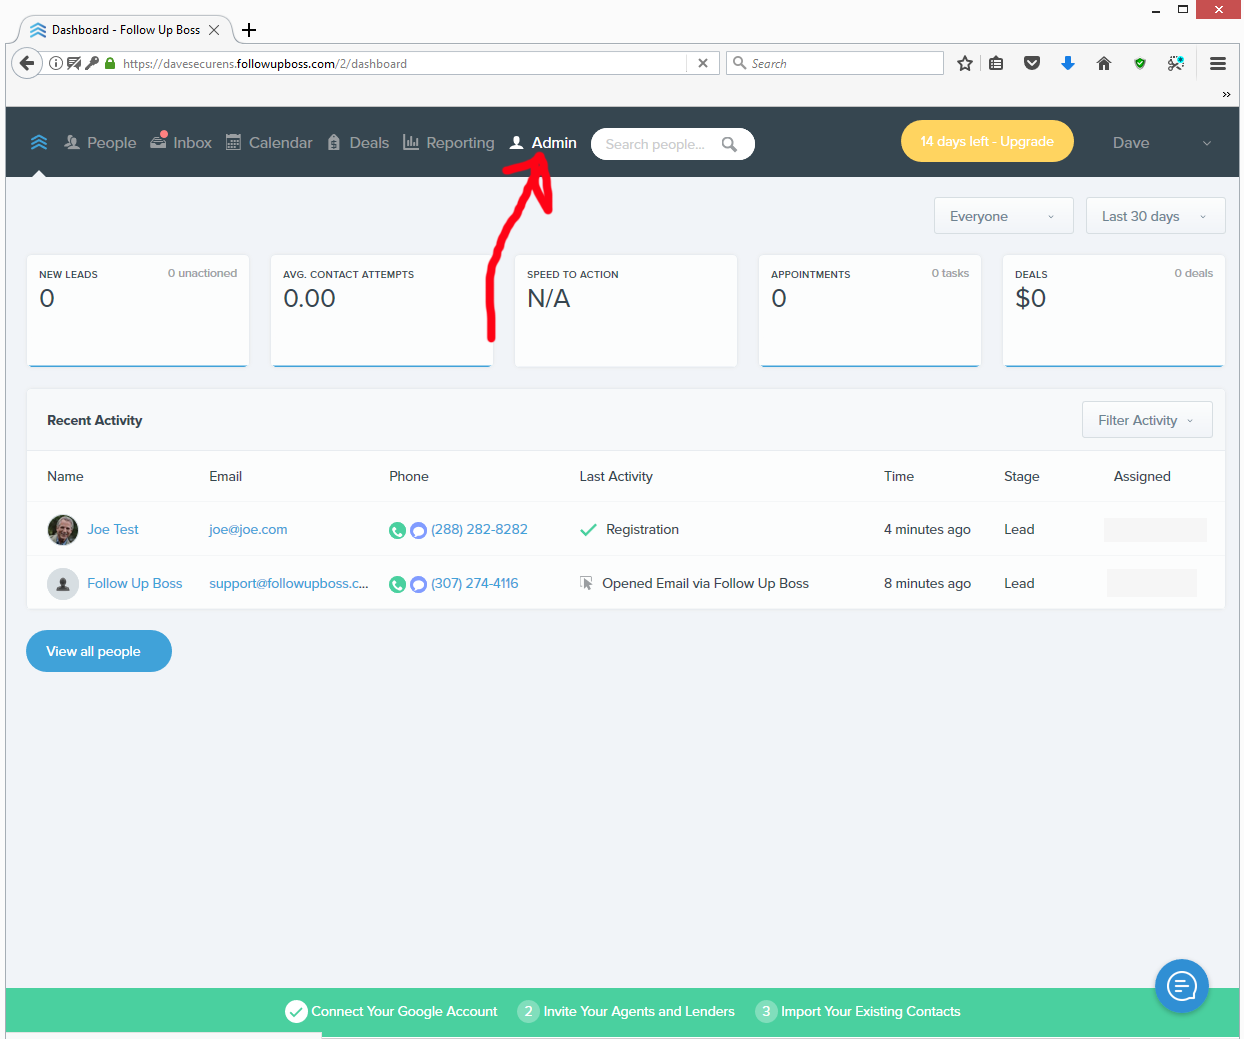 Dashboard - Follow Up Boss
https://davesecurens.followupboss.com/2/dashboard
Search
People Inbox Calendar Deals Reporting Admin Search people... 14 days left - Upgrade Dave
Everyone Last 30 days
NEW LEADS 0 unactioned AVG. CONTACT ATTEMPTS SPEED TO ACTION APPOINTMENTS 0 tasks DEALS 0 deals
0 0.00 N/A 0 $0
Recent Activity Filter Activity
Name Email Phone Last Activity Time Stage Assigned
Joe Test joe@joe.com (288) 282-8282 Registration 4 minutes ago Lead
Follow Up Boss support@followupboss.c... (307) 274-4116 Opened Email via Follow Up Boss 8 minutes ago Lead
View all people
Connect Your Google Account 2 Invite Your Agents and Lenders 3 Import Your Existing Contacts